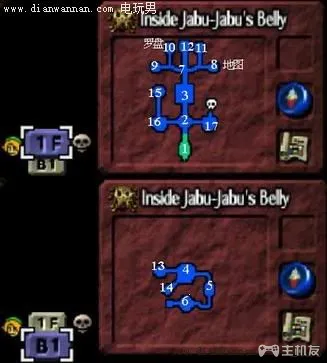 www.dianwannan.com 电玩男
Inside Jabu-Jabu's Belly
罗盘
10 12 11
9 7 8 地图
15 3
16 2 17
1
1F
B1
Inside Jabu-Jabu's Belly
13 4
14 5
6
1F
B1
主机友